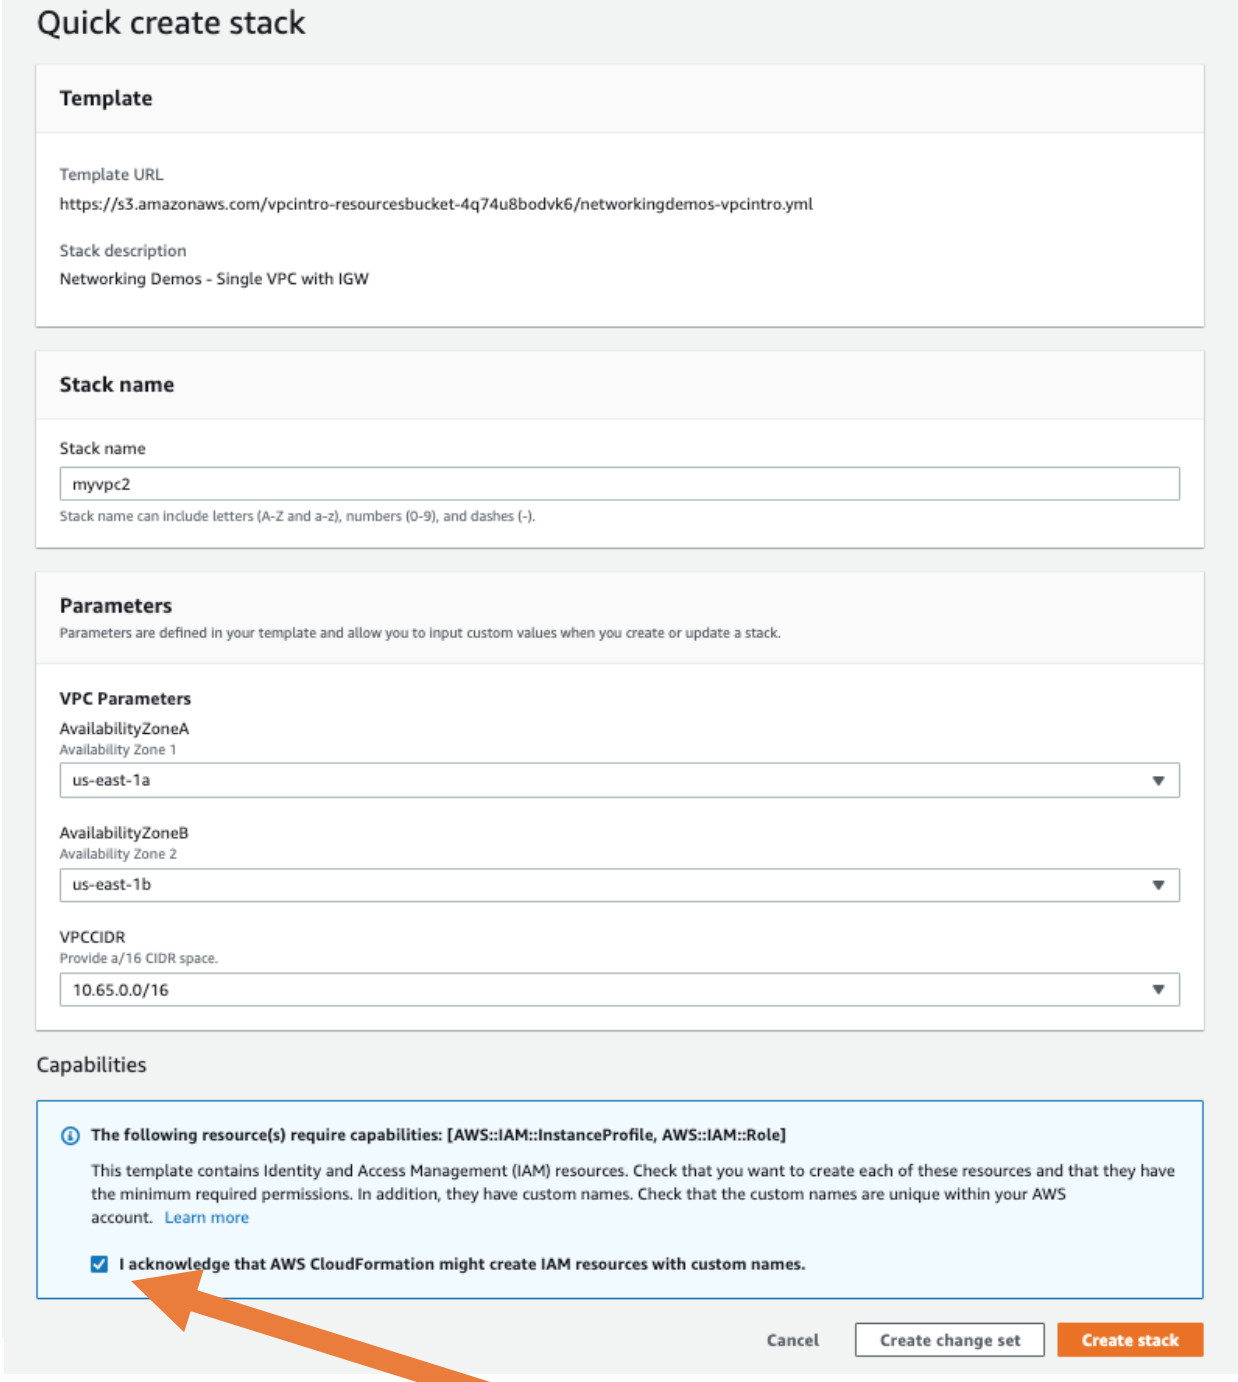 Quick create stack
Template
Template URL
https://s3.amazonaws.com/vpcintro-resourcesbucket-4q74u8bodvk6/networkingdemos-vpcintro.yml
Stack description
Networking Demos - Single VPC with IGW
Stack name
Stack name
myvpc2
Stack name can include letters (A-Z and a-z), numbers (0-9), and dashes (-).
Parameters
Parameters are defined in your template and allow you to input custom values when you create or update a stack.
VPC Parameters
AvailabilityZoneA
Availability Zone 1
us-east-1a
AvailabilityZoneB
Availability Zone 2
us-east-1b
VPCCIDR
Provide a/16 CIDR space.
10.65.0.0/16
Capabilities
The following resource(s) require capabilities: [AWS::IAM::InstanceProfile, AWS::IAM::Role]
This template contains Identity and Access Management (IAM) resources. Check that you want to create each of these resources and that they have
the minimum required permissions. In addition, they have custom names. Check that the custom names are unique within your AWS
account. Learn more
I acknowledge that AWS CloudFormation might create IAM resources with custom names.
Cancel Create change set Create stack